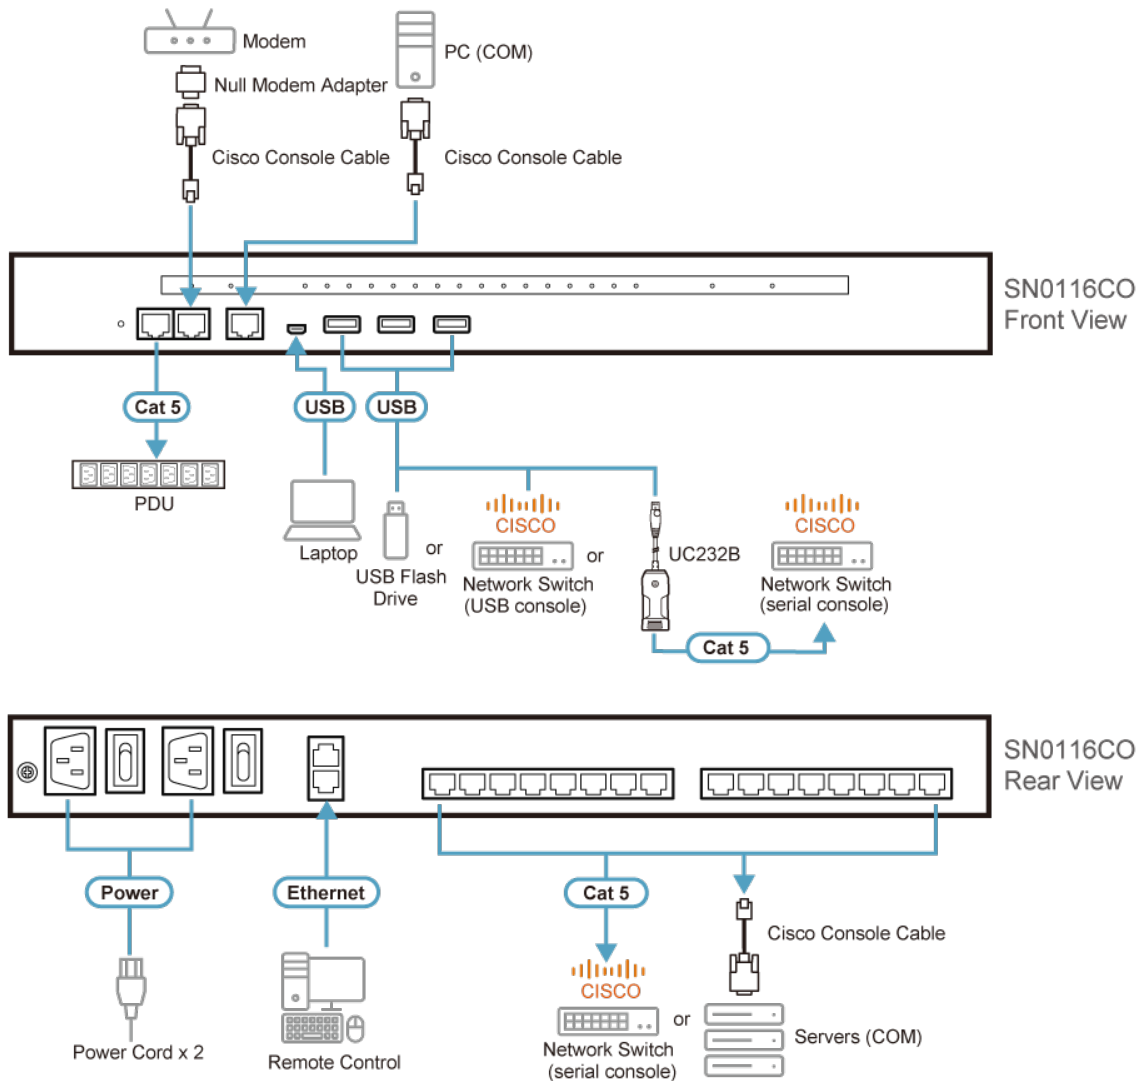 Modem
PC (COM)
Null Modem Adapter
Cisco Console Cable
Cisco Console Cable
SN0116CO
Front View
Cat 5
USB
USB
PDU
Laptop
USB Flash
Drive
or
CISCO
Network Switch
(USB console)
or
UC232B
CISCO
Network Switch
(serial console)
Cat 5
SN0116CO
Rear View
Power
Ethernet
Cat 5
Cisco Console Cable
Power Cord x 2
Remote Control
CISCO
Network Switch
(serial console)
or
Servers (COM)